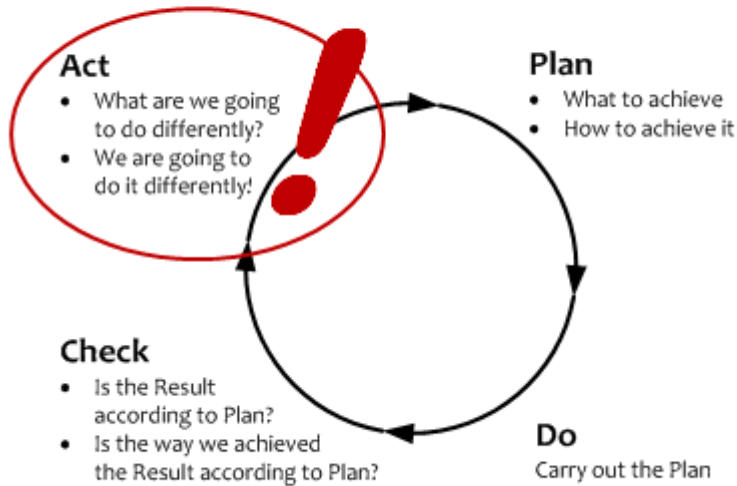 Act
• What are we going
to do differently?
• We are going to
do it differently!
Plan
• What to achieve
• How to achieve it
Check
• Is the Result
according to Plan?
• Is the way we achieved
the Result according to Plan?
Do
Carry out the Plan